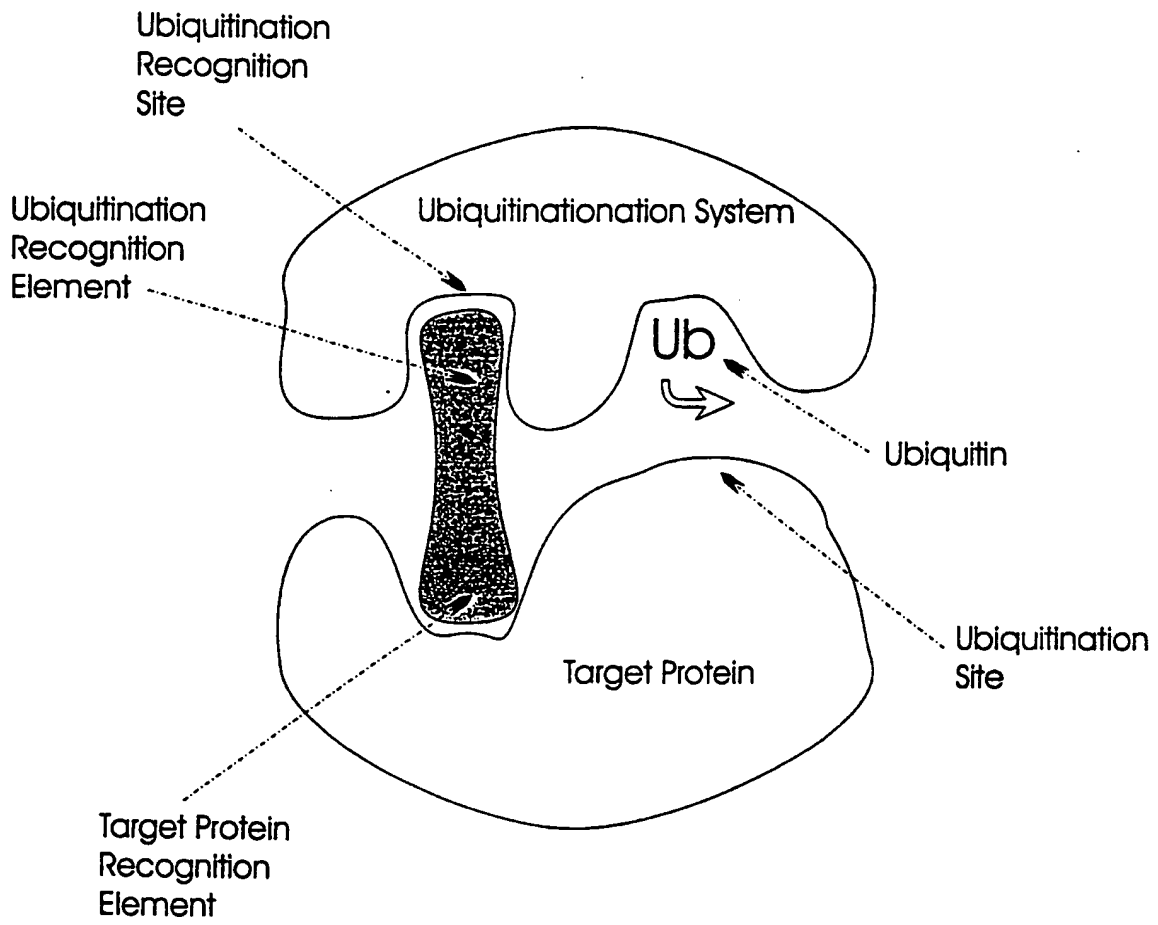 Ubiquitination
Recognition
Site
Ubiquitination
Recognition
Element
Ubiquitinationation System
Ub
Ubiquitin
Ubiquitination
Site
Target Protein
Target Protein
Recognition
Element